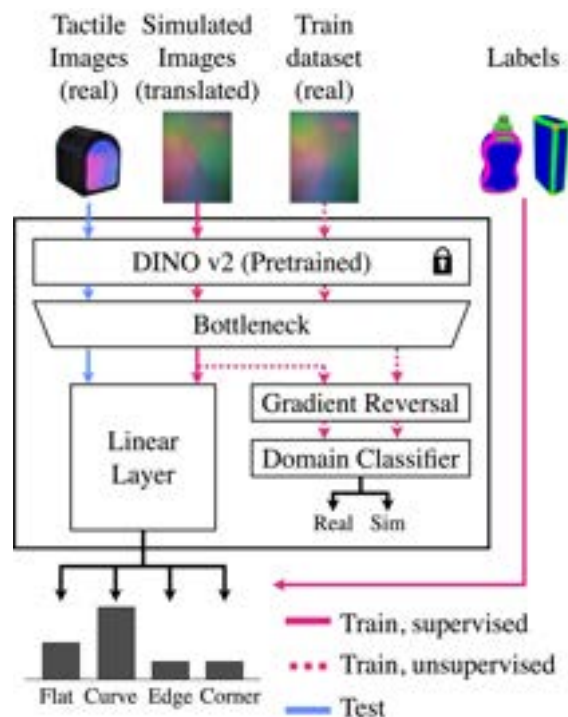 Tactile
Images
(real)
Simulated
Images
(translated)
Train
dataset
(real)
Labels
DINO v2 (Pretrained)
Bottleneck
Linear
Layer
Gradient Reversal
Domain Classifier
Real Sim
Flat Curve Edge Corner
Train, supervised
Train, unsupervised
Test